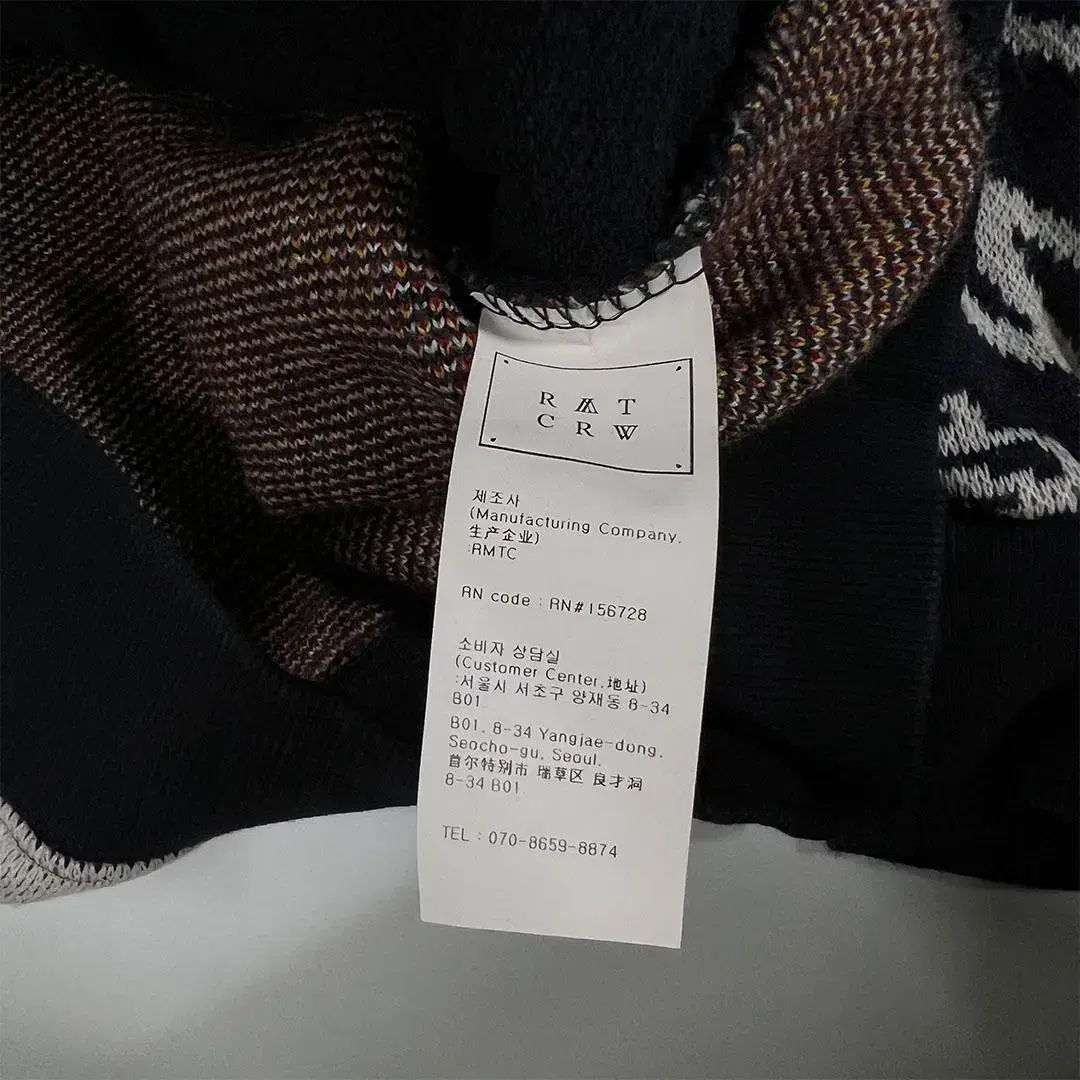 R M T
C R W
제조사
(Manufacturing Company,
生产企业)
:RMTC
RN code : RN#156728
소비자 상담실
(Customer Center,地址)
:서울시 서초구 양재동 8-34
B01
B01, 8-34 Yangjae-dong,
Seocho-gu, Seoul.
首尔特别市 瑞草区 良才洞
8-34 B01
TEL : 070-8659-8874